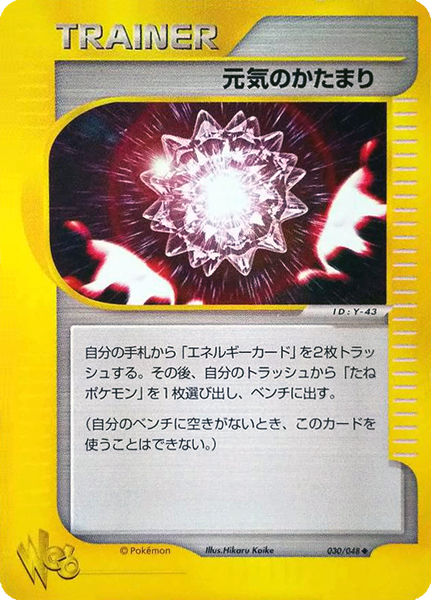 TRAINER
元気のかたまり
ID:Y-43
自分の手札から「エネルギーカード」を2枚トラッ
シュする。その後、自分のトラッシュから「たね
ポケモン」を1枚選び出し、ベンチに出す。
(自分のベンチに空きがないとき、このカードを
使うことはできない。)
Web
© Pokémon
Illus.Hikaru Koike
030/048◆